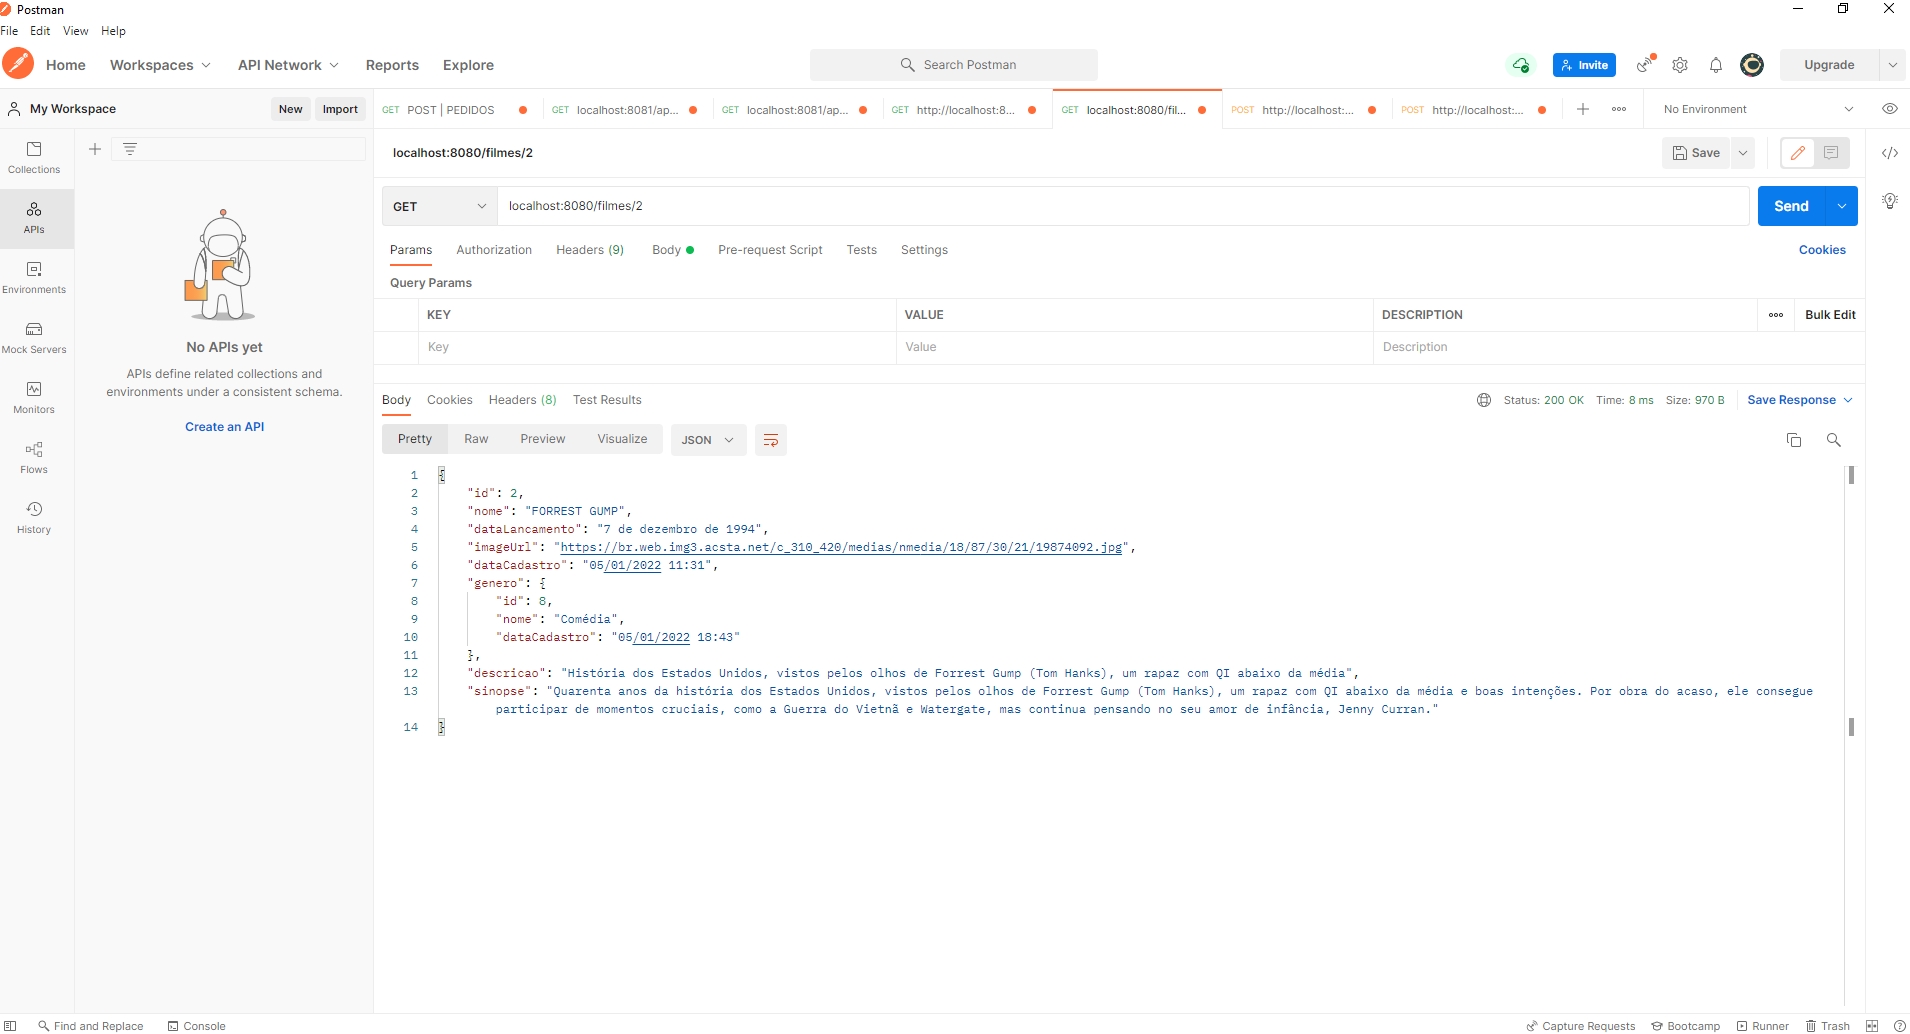 Postman
File Edit View Help
Home Workspaces API Network Reports Explore Search Postman Invite Upgrade
My Workspace New Import GET POST | PEDIDOS GET localhost:8081/ap... GET localhost:8081/ap... GET http://localhost:8... GET localhost:8080/fil... POST http://localhost:... POST http://localhost:... No Environment
localhost:8080/filmes/2 Save
Collections
APIs
Environments
Mock Servers
Monitors
Flows
History
No APIs yet
APIs define related collections and
environments under a consistent schema.
Create an API
GET localhost:8080/filmes/2 Send
Params Authorization Headers (9) Body Pre-request Script Tests Settings Cookies
Query Params
KEY VALUE DESCRIPTION Bulk Edit
Key Value Description
Body Cookies Headers (8) Test Results Status: 200 OK Time: 8 ms Size: 970 B Save Response
Pretty Raw Preview Visualize JSON
1 {
2 "id": 2,
3 "nome": "FORREST GUMP",
4 "dataLancamento": "7 de dezembro de 1994",
5 "imageUrl": "https://br.web.img3.acsta.net/c_310_420/medias/nmedia/18/87/30/21/19874092.jpg",
6 "dataCadastro": "05/01/2022 11:31",
7 "genero": {
8 "id": 8,
9 "nome": "Comédia",
10 "dataCadastro": "05/01/2022 18:43"
11 },
12 "descricao": "História dos Estados Unidos, vistos pelos olhos de Forrest Gump (Tom Hanks), um rapaz com QI abaixo da média",
13 "sinopse": "Quarenta anos da história dos Estados Unidos, vistos pelos olhos de Forrest Gump (Tom Hanks), um rapaz com QI abaixo da média e boas intenções. Por obra do acaso, ele consegue
participar de momentos cruciais, como a Guerra do Vietnã e Watergate, mas continua pensando no seu amor de infância, Jenny Curran."
14 }
Find and Replace Console Capture Requests Bootcamp Runner Trash